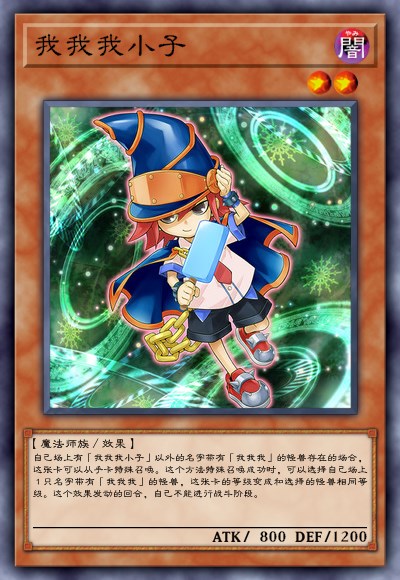 我我我小子
やみ
闇
【魔法师族／效果】
自己场上有「我我我小子」以外的名字带有「我我我」的怪兽存在的场合，
这张卡可以从手卡特殊召唤。这个方法特殊召唤成功时，可以选择自己场上
1只名字带有「我我我」的怪兽，这张卡的等级变成和选择的怪兽相同等
级。这个效果发动的回合，自己不能进行战斗阶段。
ATK/ 800 DEF/1200